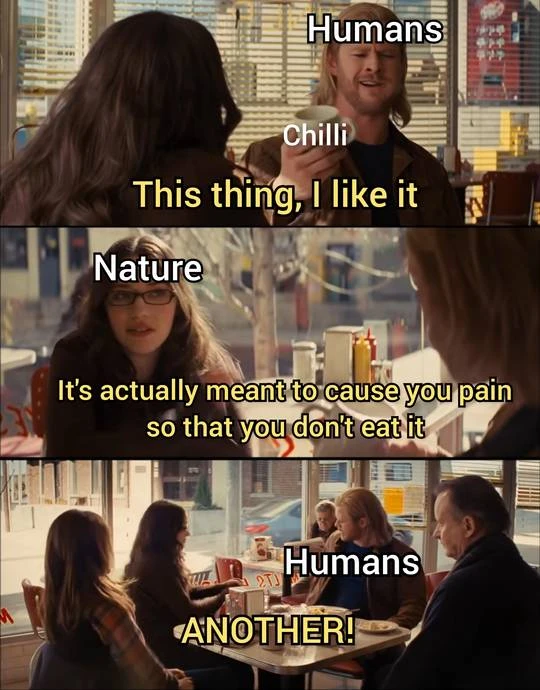 Humans
Chilli
This thing, I like it
Nature
It's actually meant to cause you pain
so that you don't eat it
Humans
ANOTHER!